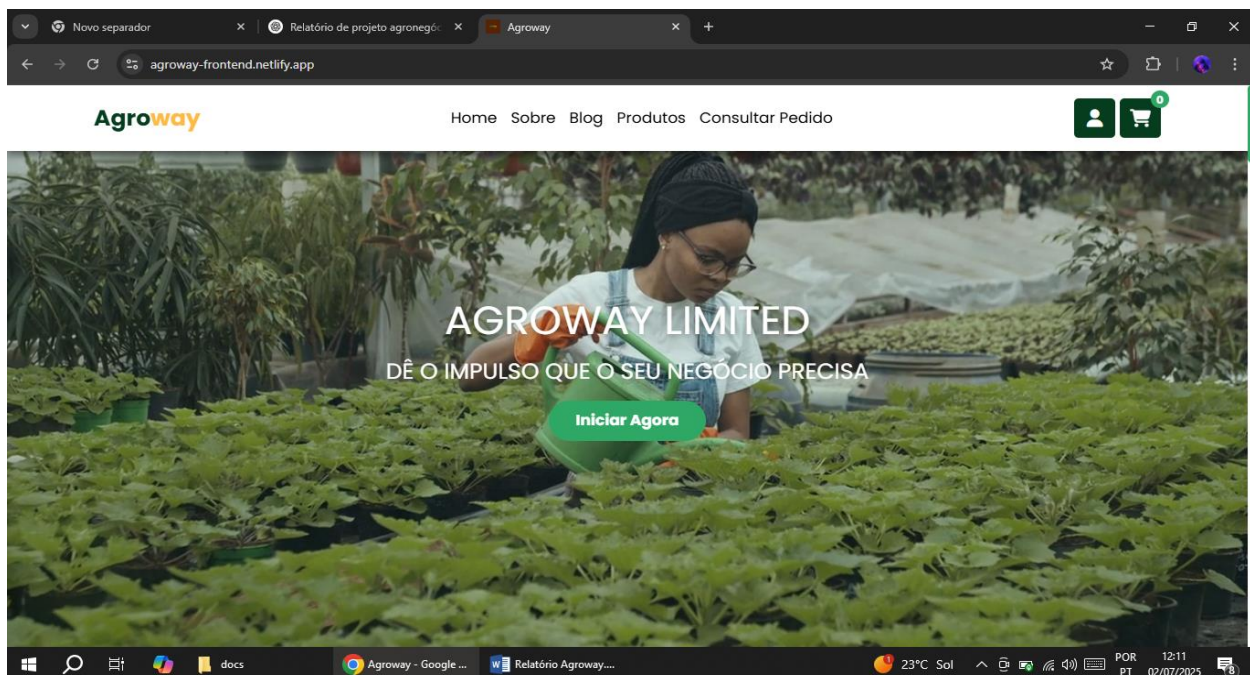 Novo separador
Relatório de projeto agronegóc
Agroway
agroway-frontend.netlify.app
Agroway
Home Sobre Blog Produtos Consultar Pedido
0
AGROWAY LIMITED
DÊ O IMPULSO QUE O SEU NEGÓCIO PRECISA
Iniciar Agora
docs
Agroway - Google ...
Relatório Agroway....
23°C Sol
POR
PT
12:11
02/07/2025
8